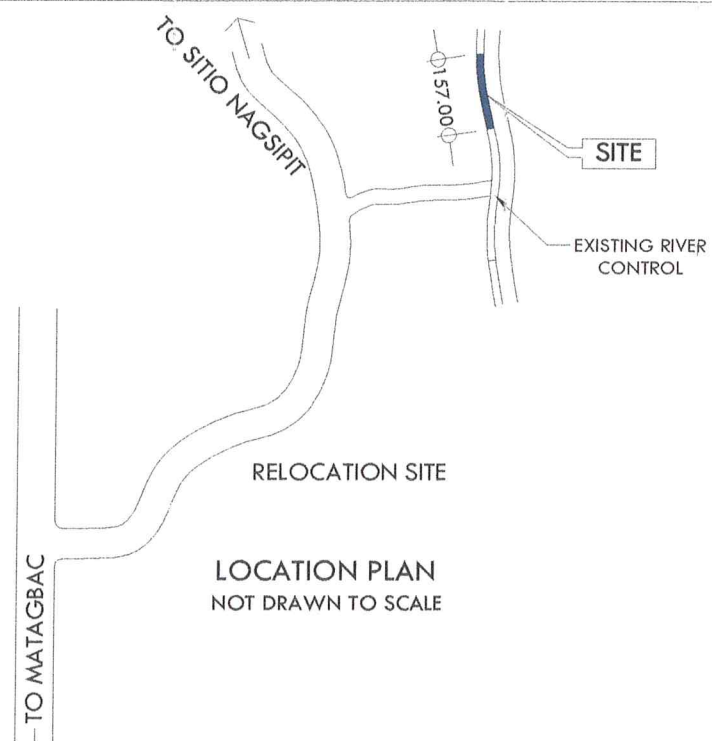 TO SITIO NAGSIPIT
157.00
SITE
EXISTING RIVER
CONTROL
RELOCATION SITE
LOCATION PLAN
NOT DRAWN TO SCALE
TO MATAGBAC